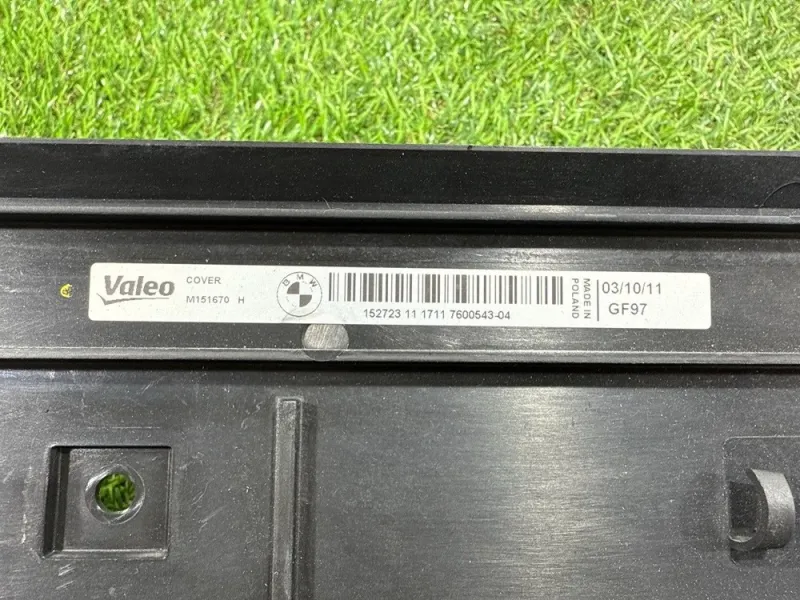 Valeo
COVER
M151670 H
BMW
152723 11 1711 7600543-04
MADE IN
POLAND
03/10/11
GF97